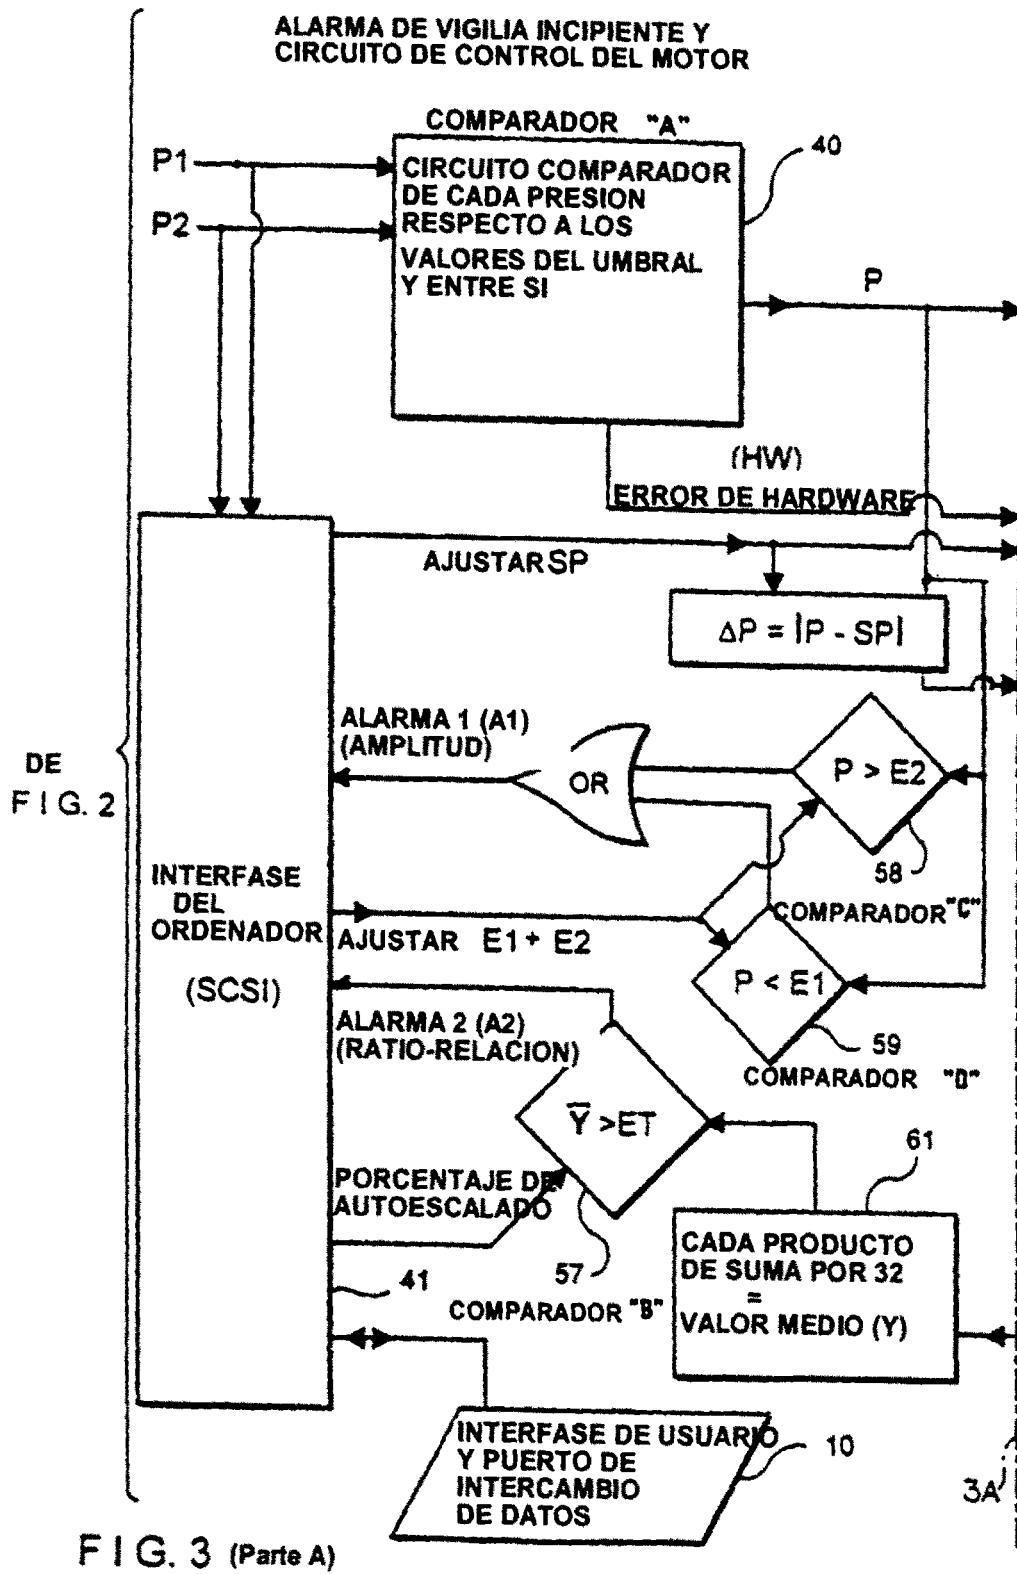 ALARMA DE VIGILIA INCIPIENTE Y
CIRCUITO DE CONTROL DEL MOTOR
COMPARADOR "A"
40
P1
P2
CIRCUITO COMPARADOR
DE CADA PRESION
RESPECTO A LOS
VALORES DEL UMBRAL
Y ENTRE SI
P
(HW)
ERROR DE HARDWARE
AJUSTAR SP
ΔP = |P - SP|
ALARMA 1 (A1)
(AMPLITUD)
OR
P > E2
58
COMPARADOR "C"
DE
FIG. 2
INTERFASE
DEL
ORDENADOR
(SCSI)
AJUSTAR E1 + E2
P < E1
59
COMPARADOR "D"
ALARMA 2 (A2)
(RATIO-RELACION)
Y̅ >ET
57
COMPARADOR "B"
PORCENTAJE DE
AUTOESCALADO
41
61
CADA PRODUCTO
DE SUMA POR 32
=
VALOR MEDIO (Y)
INTERFASE DE USUARIO
Y PUERTO DE
INTERCAMBIO
DE DATOS
10
3A
FIG. 3 (Parte A)